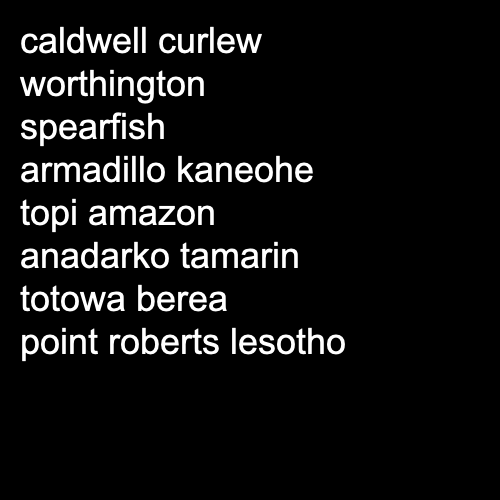 caldwell curlew
worthington
spearfish
armadillo kaneohe
topi amazon
anadarko tamarin
totowa berea
point roberts lesotho